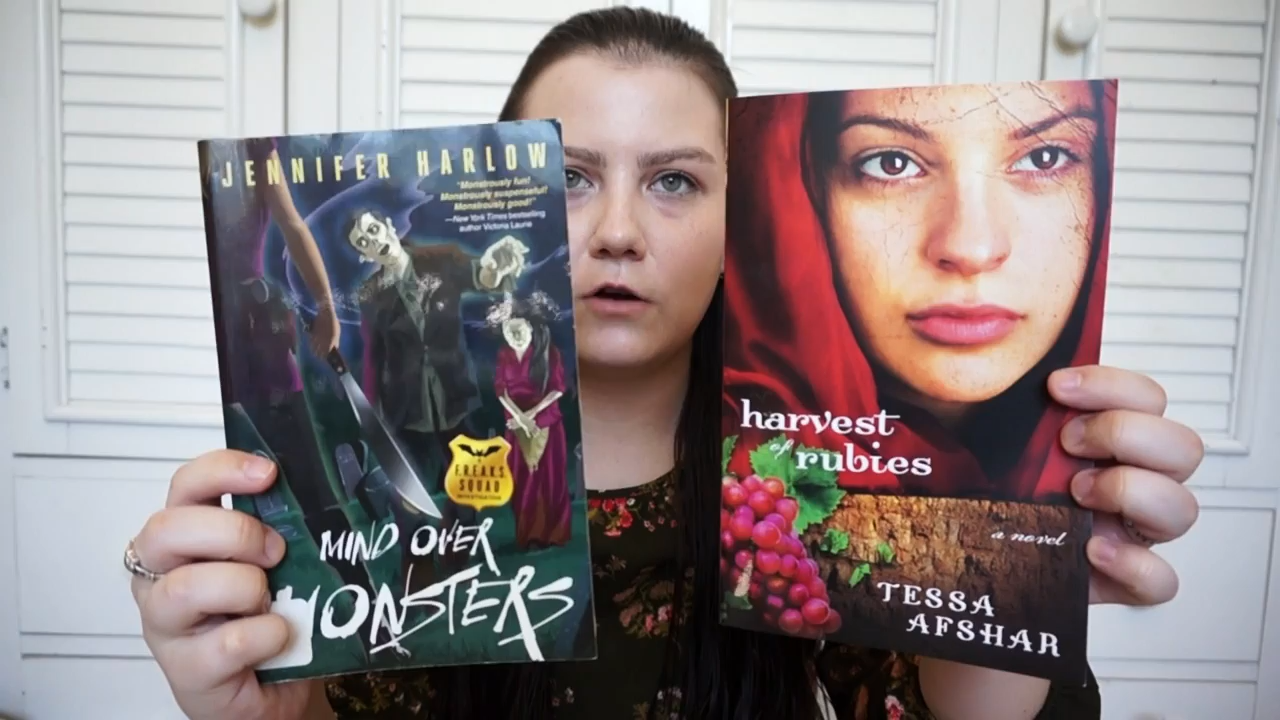 JENNIFER HARLOW
"Monstrously fun!
Monstrously suspenseful!
Monstrously good!"
—New York Times bestselling
author Victoria Laurie
FREAKS
SQUAD
MIND OVER
MONSTERS
harvest
of rubies
a novel
TESSA
AFSHAR